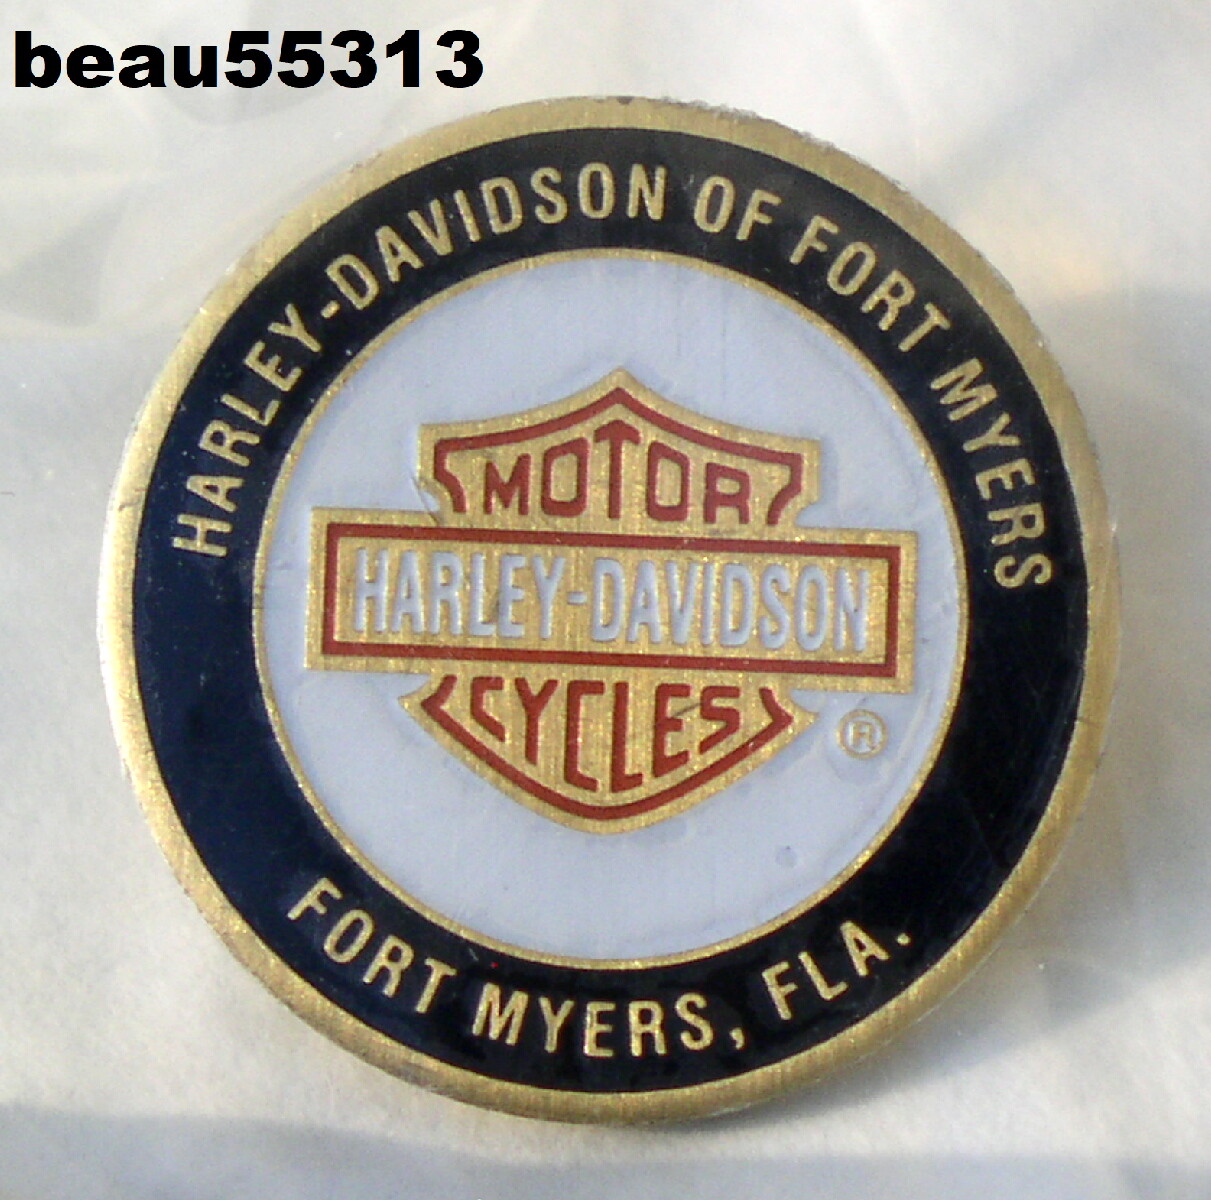 beau55313
HARLEY-DAVIDSON OF FORT MYERS
MOTOR
HARLEY-DAVIDSON
CYCLES
®
FORT MYERS, FLA.